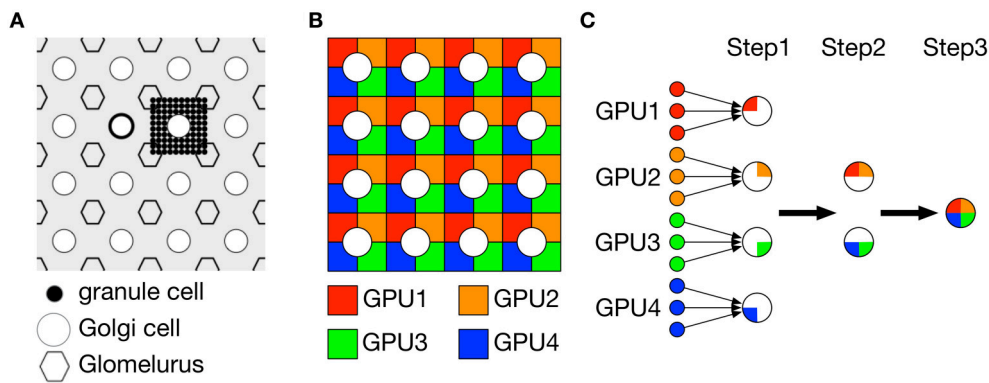 A
granule cell
Golgi cell
Glomelurus
B
GPU1
GPU2
GPU3
GPU4
C
Step1
Step2
Step3
GPU1
GPU2
GPU3
GPU4